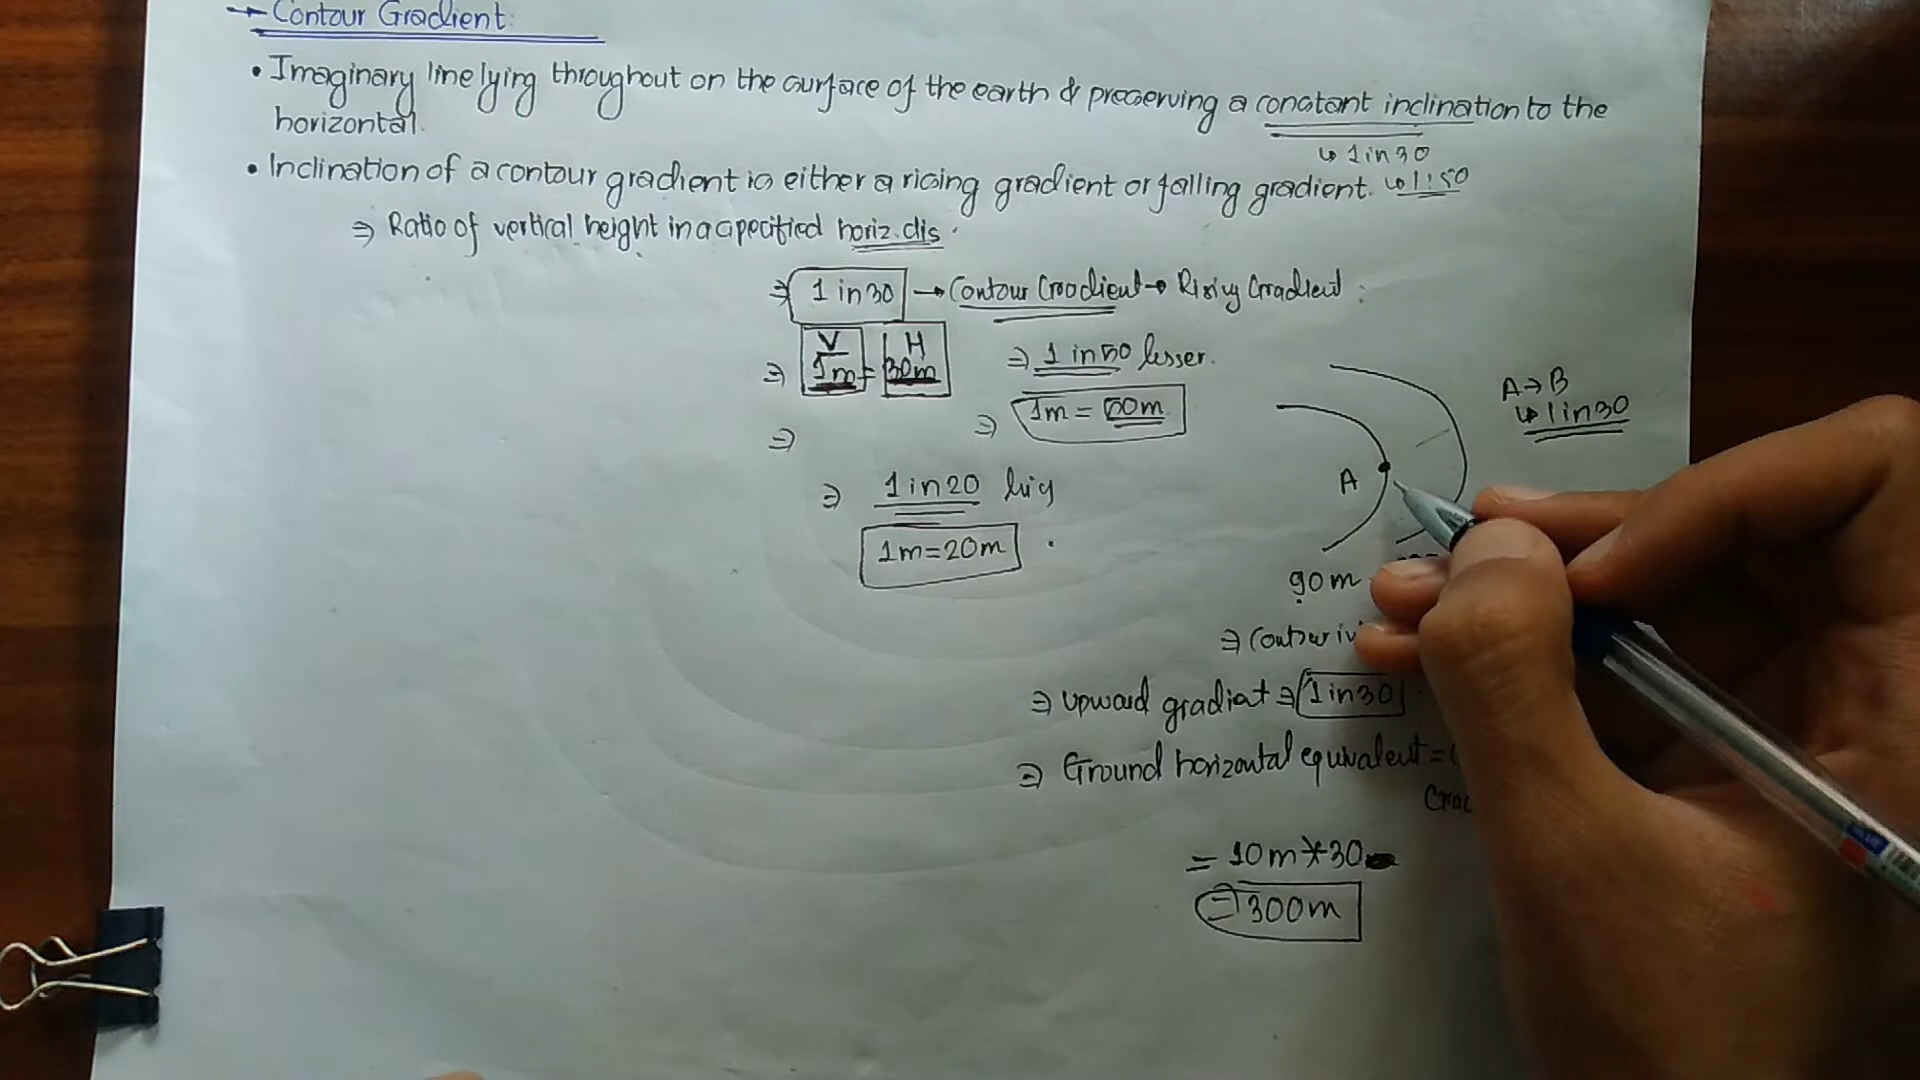 → Contour Gradient:
• Imaginary line lying throughout on the surface of the earth & preserving a constant inclination to the
horizontal.
↳ 1 in 30
• Inclination of a contour gradient is either a rising gradient or falling gradient. ↳ 1:50
⇒ Ratio of vertical height in a specified horiz. dis.
⇒ 1 in 30 → Contour Gradient → Rising Gradient:
V H
⇒ 1m = 30m
⇒ 1 in 50 lesser.
⇒ 1m = 50m
⇒
⇒ 1 in 20 hig
1m = 20m
A → B
↳ 1 in 30
A
90m
⇒ Contour
⇒ Upward gradiat ⇒ 1 in 30
⇒ Ground horizontal equivalent =
= 10m * 30
⇒ 300m